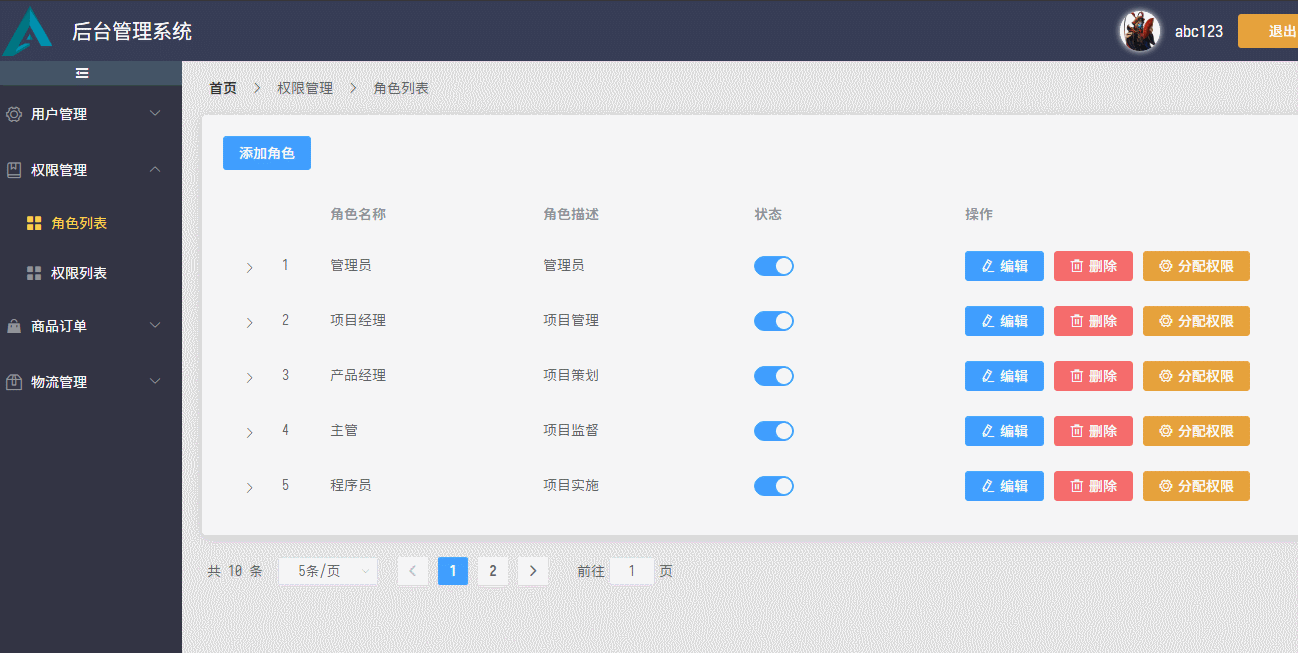 后台管理系统
abc123 退出
首页 权限管理 角色列表
用户管理
权限管理
角色列表
权限列表
商品订单
物流管理
添加角色
角色名称 角色描述 状态 操作
1 管理员 管理员 编辑 删除 分配权限
2 项目经理 项目管理 编辑 删除 分配权限
3 产品经理 项目策划 编辑 删除 分配权限
4 主管 项目监督 编辑 删除 分配权限
5 程序员 项目实施 编辑 删除 分配权限
共 10 条 5条/页 1 2 前往 1 页